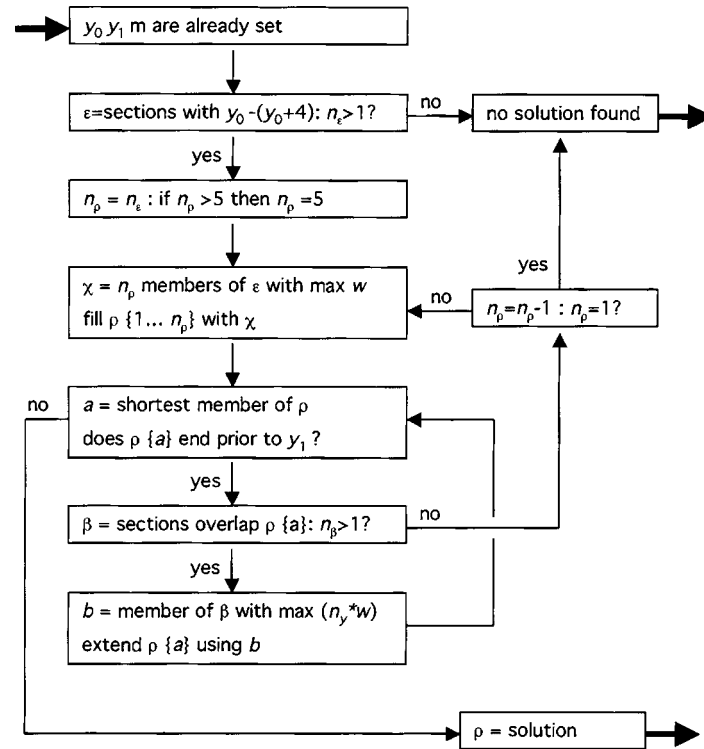 y₀ y₁ m are already set
ε=sections with y₀ -(y₀+4): nε>1?
no
no solution found
yes
nρ = nε : if nρ >5 then nρ =5
yes
χ = nρ members of ε with max w
fill ρ {1... nρ} with χ
no
nρ=nρ-1 : nρ=1?
no
a = shortest member of ρ
does ρ {a} end prior to y₁ ?
yes
β = sections overlap ρ {a}: nβ>1?
no
yes
b = member of β with max (ny*w)
extend ρ {a} using b
ρ = solution